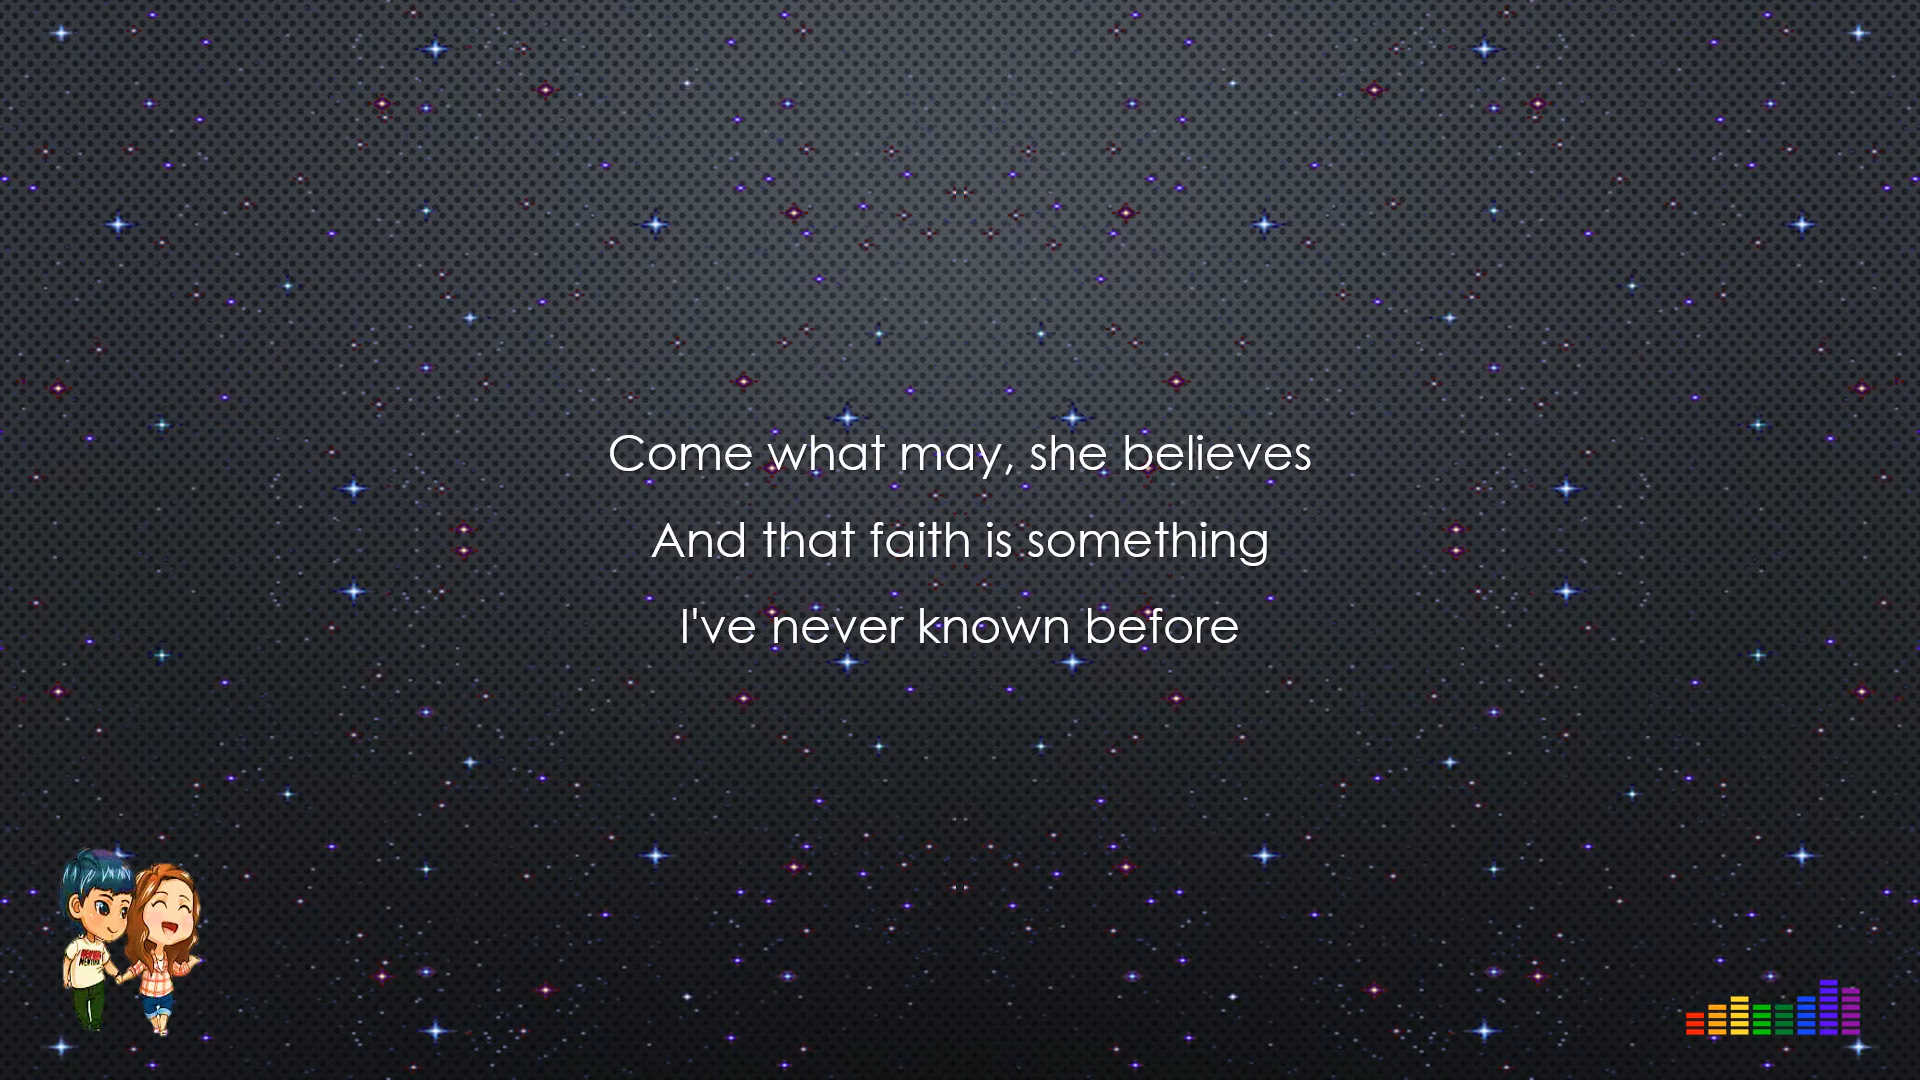 Come what may, she believes
And that faith is something
I've never known before